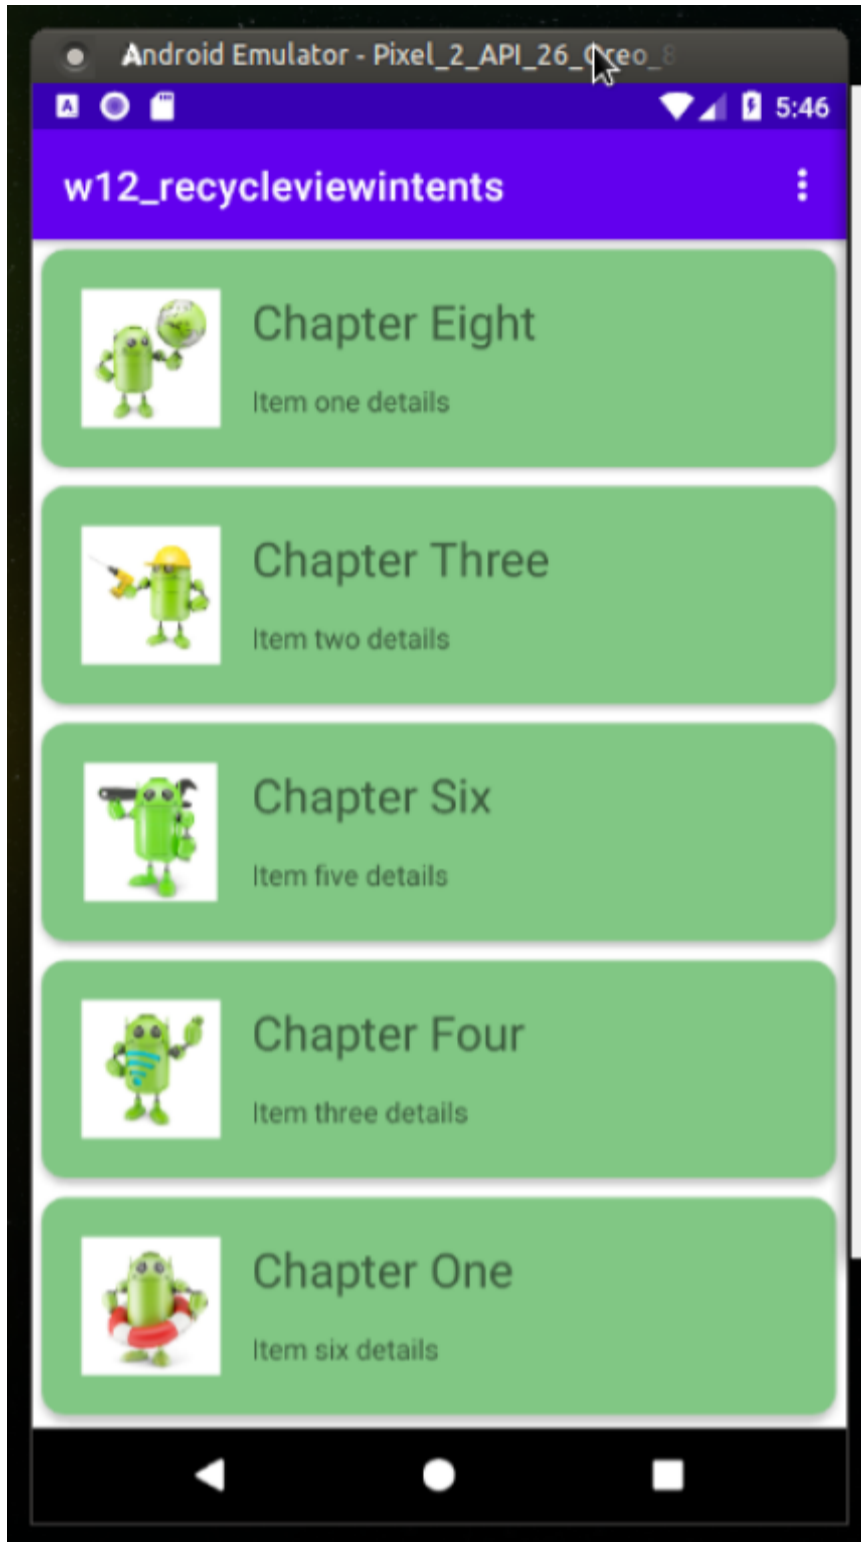 Android Emulator - Pixel_2_API_26_Oreo_8
A 5:46
w12_recycleviewintents
Chapter Eight
Item one details
Chapter Three
Item two details
Chapter Six
Item five details
Chapter Four
Item three details
Chapter One
Item six details